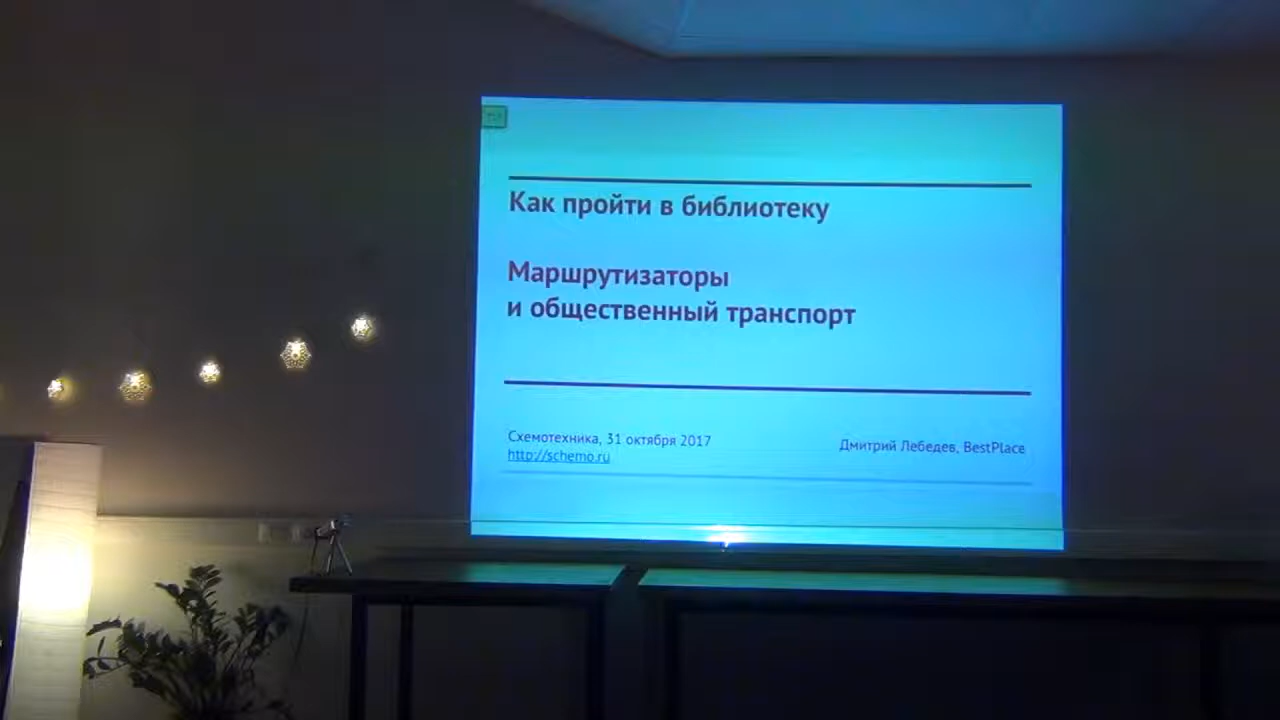 Как пройти в библиотеку
Маршрутизаторы
и общественный транспорт
Схемотехника, 31 октября 2017
http://schemo.ru
Дмитрий Лебедев, BestPlace